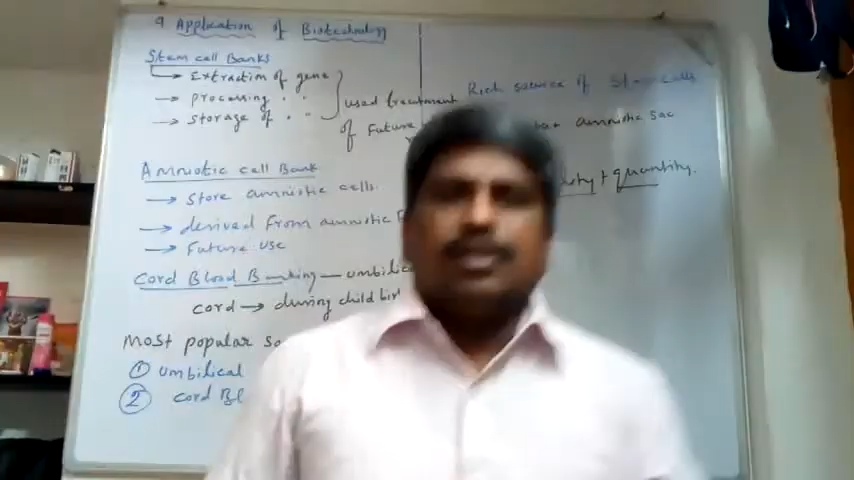 9 Application of Biotechnology
Stem cell Banks
→ Extraction of gene
→ processing " "
→ storage of " "
used treatment
of Future
Amniotic cell Bank
→ store amniotic cells.
→ derived from amniotic
→ Future use
Cord Blood Banking — umbilic
cord → during child birt
Most popular
① umbilical
② cord Bl
Rich source of Stem cells
amniotic sac
+ quantity.